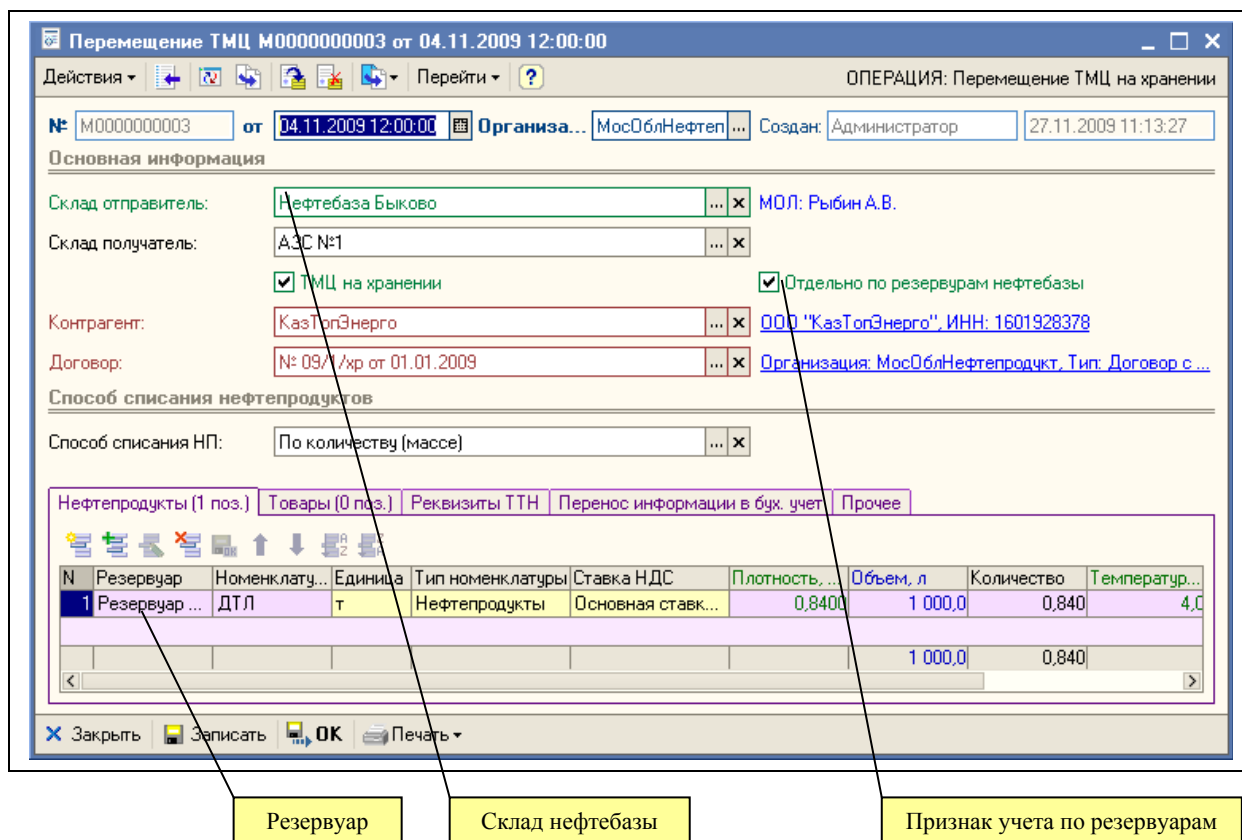 Перемещение ТМЦ М0000000003 от 04.11.2009 12:00:00
Действия Перейти ? ОПЕРАЦИЯ: Перемещение ТМЦ на хранении
№ М0000000003 от 04.11.2009 12:00:00 Организа... МосОблНефтеп ... Создан: Администратор 27.11.2009 11:13:27
Основная информация
Склад отправитель: Нефтебаза Быково ... МОЛ: Рыбин А.В.
Склад получатель: АЗС №1 ...
ТМЦ на хранении Отдельно по резервурам нефтебазы
Контрагент: КазТопЭнерго ... ООО "КазТопЭнерго", ИНН: 1601928378
Договор: № 09/1/хр от 01.01.2009 ... Организация: МосОблНефтепродукт, Тип: Договор с ...
Способ списания нефтепродуктов
Способ списания НП: По количеству (массе) ...
Нефтепродукты (1 поз.) Товары (0 поз.) Реквизиты ТТН Перенос информации в бух. учет Прочее
N Резервуар Номенклату... Единица Тип номенклатуры Ставка НДС Плотность, ... Объем, л Количество Температур...
1 Резервуар ... ДТЛ т Нефтепродукты Основная ставк... 0,8400 1 000,0 0,840 4,0
1 000,0 0,840
Закрыть Записать OK Печать
Резервуар Склад нефтебазы Признак учета по резервуарам